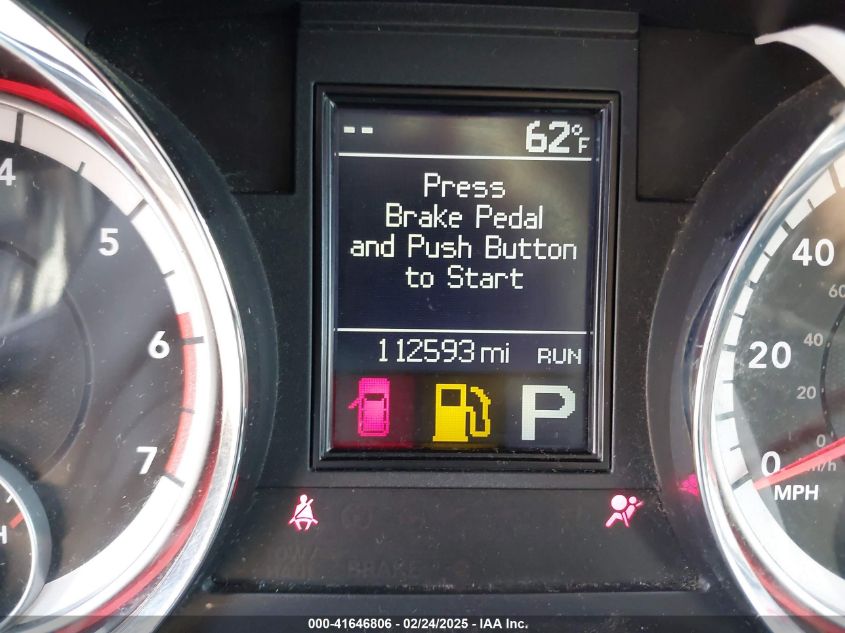 -- 62°F
Press
Brake Pedal
and Push Button
to Start
112593 mi RUN
P
4
5
6
7
H
40
20
0
MPH
60
40
20
0
km/h
BRAKE
000-41646806 - 02/24/2025 - IAA Inc.